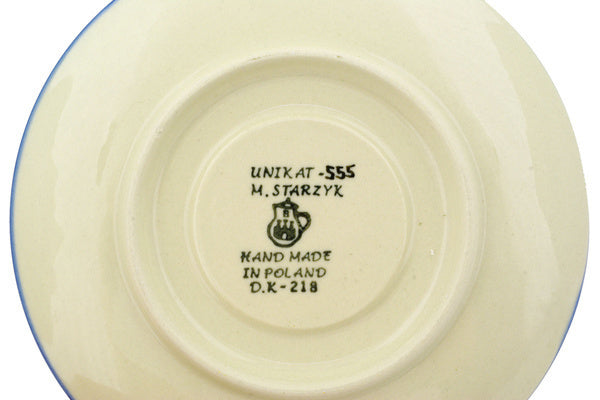 UNIKAT -555
M. STARZYK
HAND MADE
IN POLAND
D.K-218